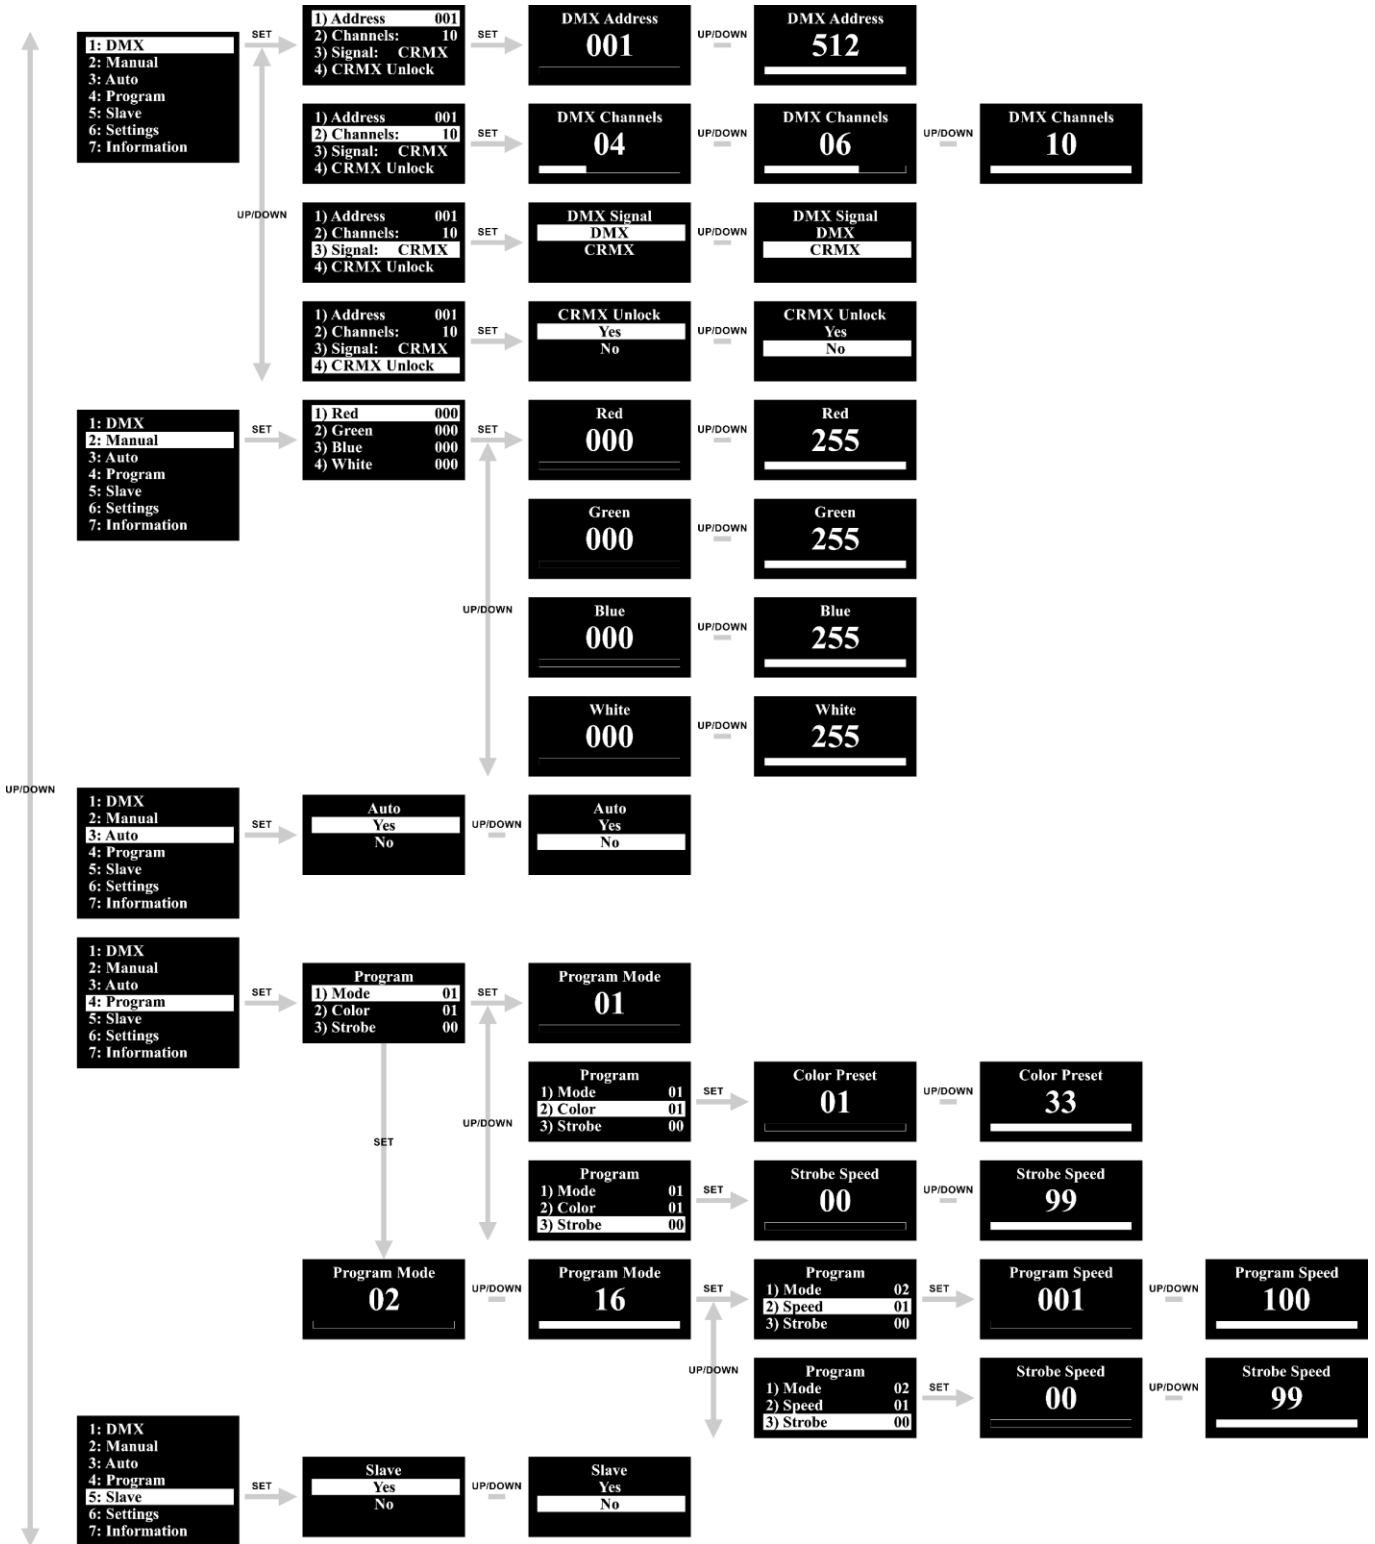 1: DMX
2: Manual
3: Auto
4: Program
5: Slave
6: Settings
7: Information
SET
1) Address 001
2) Channels: 10
3) Signal: CRMX
4) CRMX Unlock
SET
DMX Address
001
UP/DOWN
DMX Address
512
1) Address 001
2) Channels: 10
3) Signal: CRMX
4) CRMX Unlock
SET
DMX Channels
04
UP/DOWN
DMX Channels
06
UP/DOWN
DMX Channels
10
UP/DOWN
1) Address 001
2) Channels: 10
3) Signal: CRMX
4) CRMX Unlock
SET
DMX Signal
DMX
CRMX
UP/DOWN
DMX Signal
DMX
CRMX
1) Address 001
2) Channels: 10
3) Signal: CRMX
4) CRMX Unlock
SET
CRMX Unlock
Yes
No
UP/DOWN
CRMX Unlock
Yes
No
1: DMX
2: Manual
3: Auto
4: Program
5: Slave
6: Settings
7: Information
SET
1) Red 000
2) Green 000
3) Blue 000
4) White 000
SET
Red
000
UP/DOWN
Red
255
Green
000
UP/DOWN
Green
255
UP/DOWN
Blue
000
UP/DOWN
Blue
255
White
000
UP/DOWN
White
255
UP/DOWN
1: DMX
2: Manual
3: Auto
4: Program
5: Slave
6: Settings
7: Information
SET
Auto
Yes
No
UP/DOWN
Auto
Yes
No
1: DMX
2: Manual
3: Auto
4: Program
5: Slave
6: Settings
7: Information
SET
Program
1) Mode 01
2) Color 01
3) Strobe 00
SET
Program Mode
01
UP/DOWN
SET
Program
1) Mode 01
2) Color 01
3) Strobe 00
SET
Color Preset
01
UP/DOWN
Color Preset
33
Program
1) Mode 01
2) Color 01
3) Strobe 00
SET
Strobe Speed
00
UP/DOWN
Strobe Speed
99
Program Mode
02
UP/DOWN
Program Mode
16
SET
Program
1) Mode 02
2) Speed 01
3) Strobe 00
SET
Program Speed
001
UP/DOWN
Program Speed
100
UP/DOWN
Program
1) Mode 02
2) Speed 01
3) Strobe 00
SET
Strobe Speed
00
UP/DOWN
Strobe Speed
99
1: DMX
2: Manual
3: Auto
4: Program
5: Slave
6: Settings
7: Information
SET
Slave
Yes
No
UP/DOWN
Slave
Yes
No